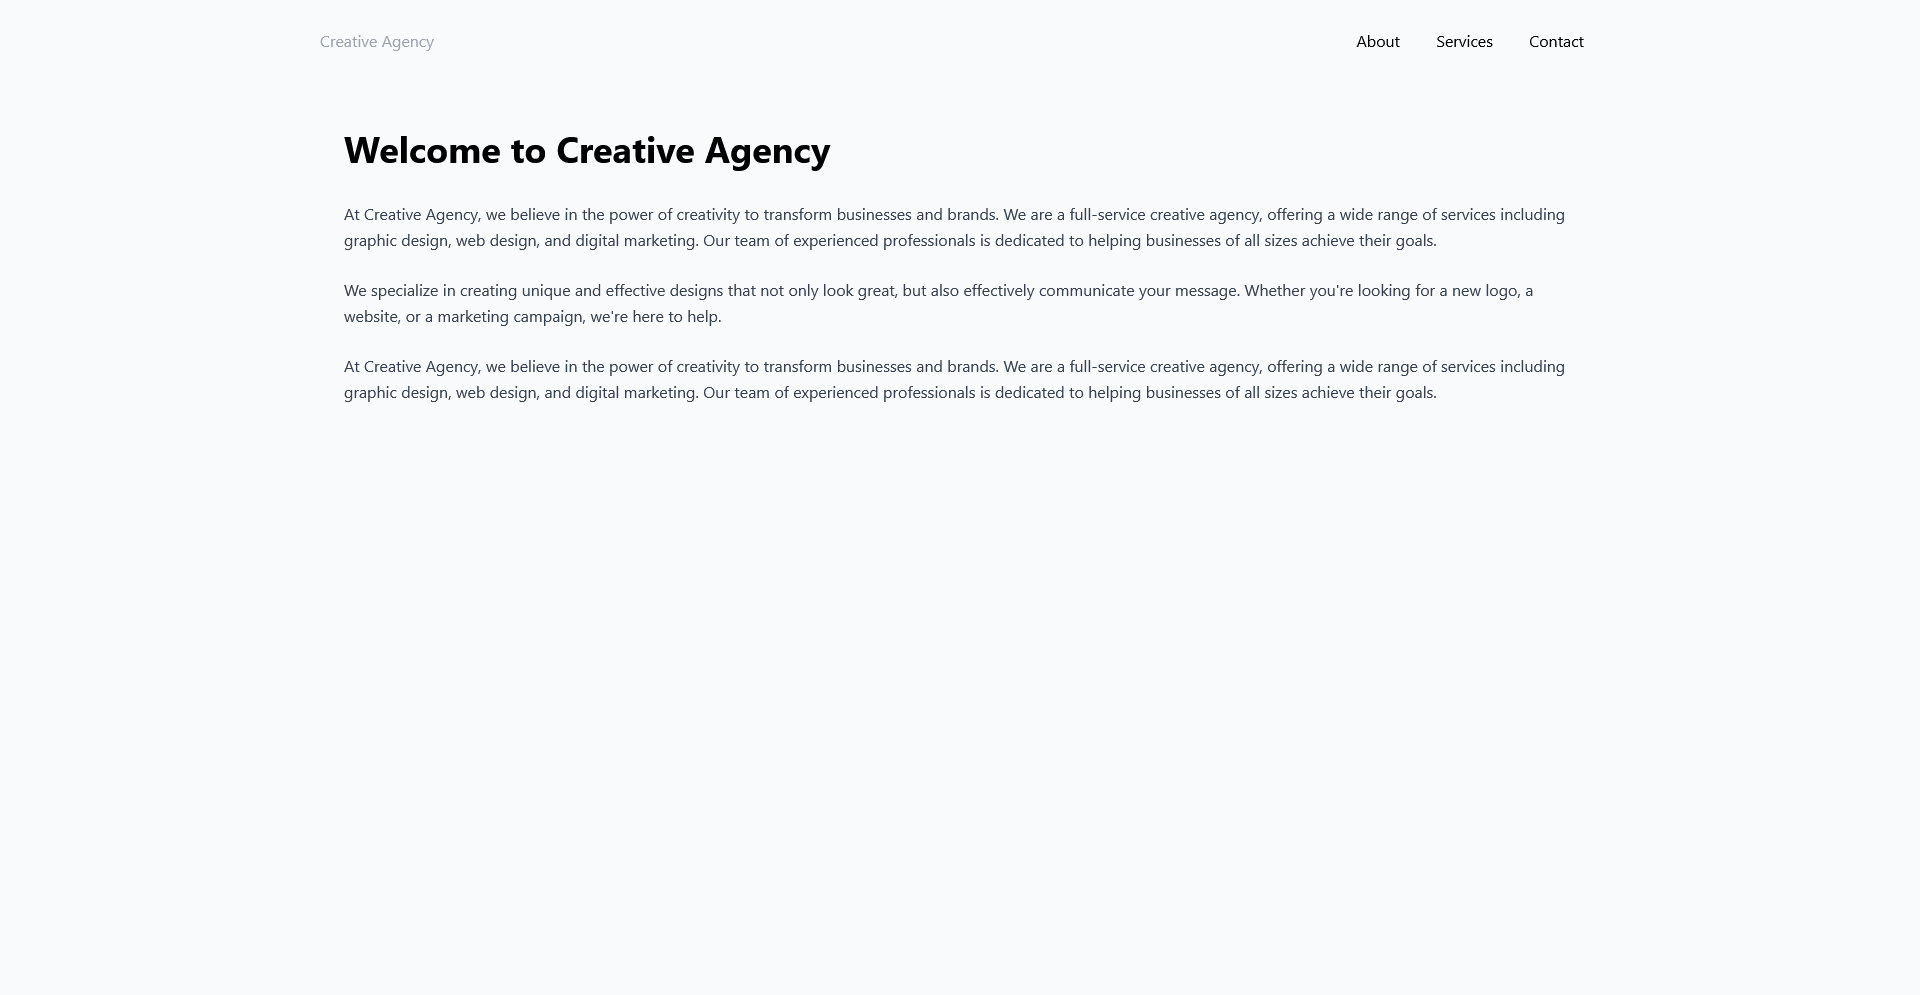 Creative Agency
About Services Contact
Welcome to Creative Agency
At Creative Agency, we believe in the power of creativity to transform businesses and brands. We are a full-service creative agency, offering a wide range of services including
graphic design, web design, and digital marketing. Our team of experienced professionals is dedicated to helping businesses of all sizes achieve their goals.
We specialize in creating unique and effective designs that not only look great, but also effectively communicate your message. Whether you're looking for a new logo, a
website, or a marketing campaign, we're here to help.
At Creative Agency, we believe in the power of creativity to transform businesses and brands. We are a full-service creative agency, offering a wide range of services including
graphic design, web design, and digital marketing. Our team of experienced professionals is dedicated to helping businesses of all sizes achieve their goals.